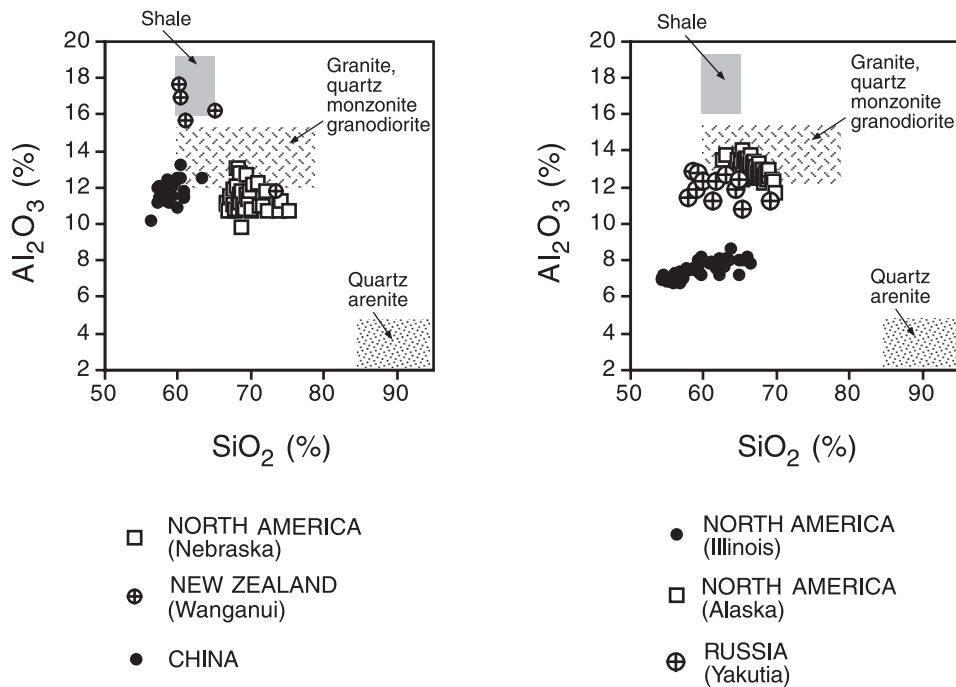 Shale
Granite,
quartz
monzonite
granodiorite
Quartz
arenite
Al2O3 (%)
20
18
16
14
12
10
8
6
4
2
50 60 70 80 90
SiO2 (%)
NORTH AMERICA
(Nebraska)
NEW ZEALAND
(Wanganui)
CHINA
Shale
Granite,
quartz
monzonite
granodiorite
Quartz
arenite
Al2O3 (%)
20
18
16
14
12
10
8
6
4
2
50 60 70 80 90
SiO2 (%)
NORTH AMERICA
(Illinois)
NORTH AMERICA
(Alaska)
RUSSIA
(Yakutia)